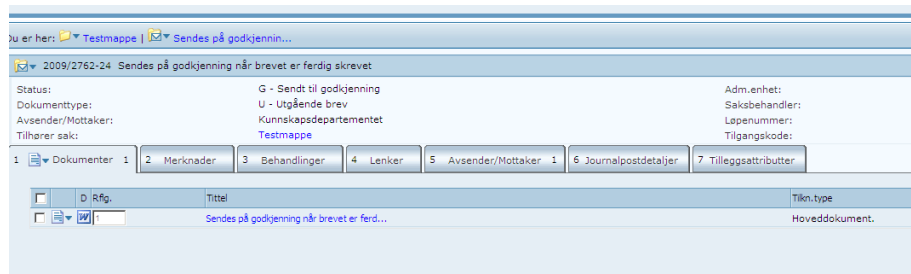 Du er her: Testmappe | Sendes på godkjennin...
2009/2762-24 Sendes på godkjenning når brevet er ferdig skrevet
Status: G - Sendt til godkjenning Adm.enhet:
Dokumenttype: U - Utgående brev Saksbehandler:
Avsender/Mottaker: Kunnskapsdepartementet Løpenummer:
Tilhører sak: Testmappe Tilgangskode:
1 Dokumenter 1 2 Merknader 3 Behandlinger 4 Lenker 5 Avsender/Mottaker 1 6 Journalpostdetaljer 7 Tilleggsattributter
D Rflg. Tittel Tilkn.type
W 1 Sendes på godkjenning når brevet er ferd... Hoveddokument.